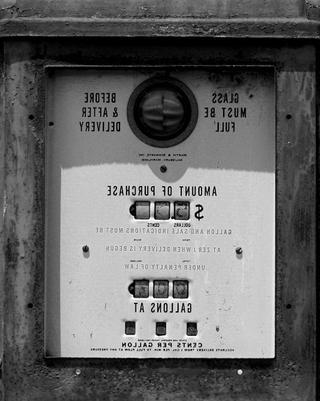 GLASS
MUST BE
FULL
BEFORE
& AFTER
DELIVERY
AMOUNT OF PURCHASE
$
DOLLARS CENTS
GALLON AND SALE INDICATIONS MUST BE
AT ZERO WHEN DELIVERY IS BEGUN
UNDER PENALTY OF LAW
GALLONS AT
CENTS PER GALLON